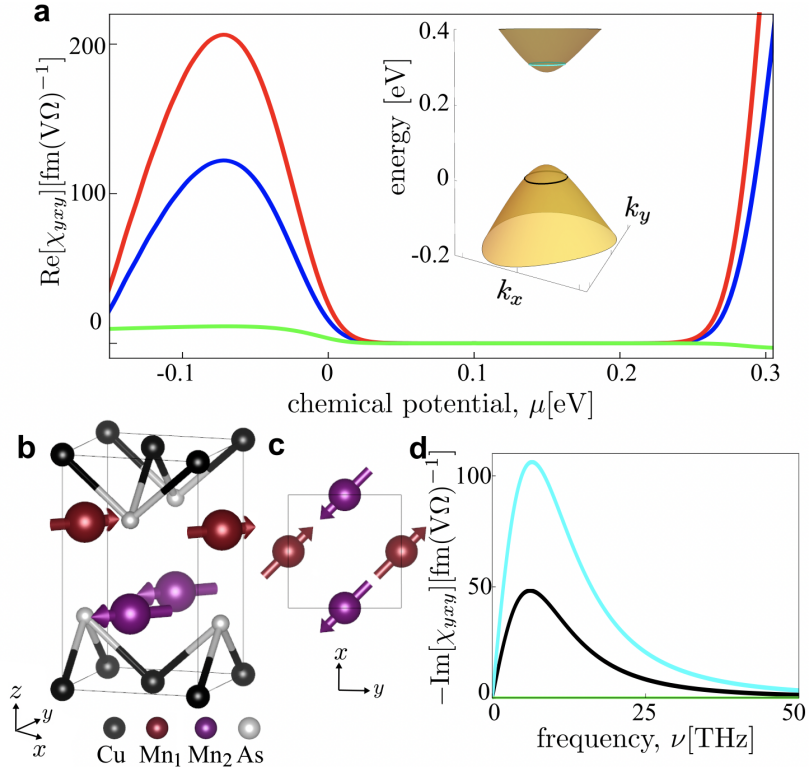 a
200
100
0
Re[χyxy][fm(VΩ)⁻¹]
-0.1
0
0.1
0.2
0.3
chemical potential, μ[eV]
0.4
0.2
0
-0.2
energy [eV]
kx
ky
b
z
y
x
Cu Mn1 Mn2 As
c
x
y
d
100
50
0
−Im[χyxy][fm(VΩ)⁻¹]
0
25
50
frequency, ν[THz]